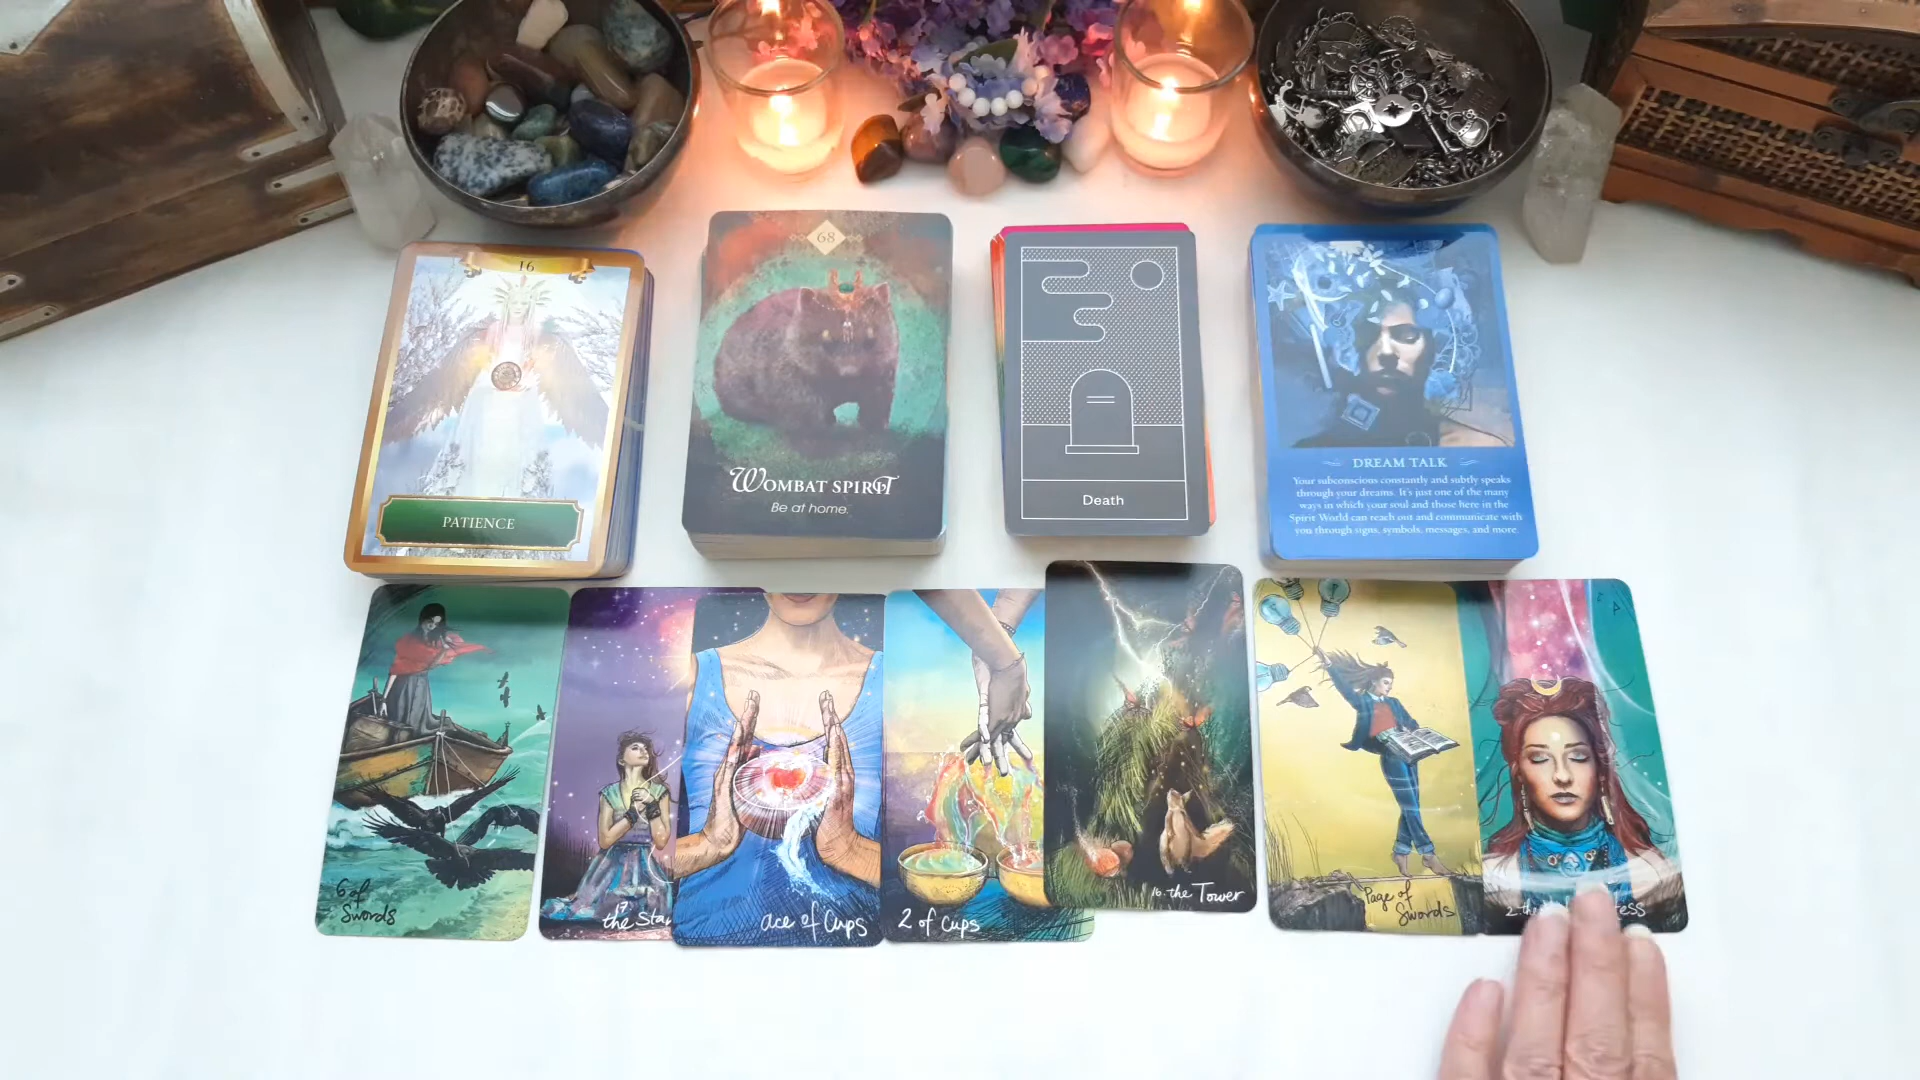 16
PATIENCE
68
WOMBAT SPIRIT
Be at home.
Death
DREAM TALK
Your subconscious constantly and subtly speaks
through your dreams. It's just one of the many
ways in which your soul and those here in the
Spirit World can reach out and communicate with
you through signs, symbols, messages, and more.
6 of
Swords
17
the Sta
ace of Cups
2 of Cups
16. the Tower
Page of
Swords
2 the
ess